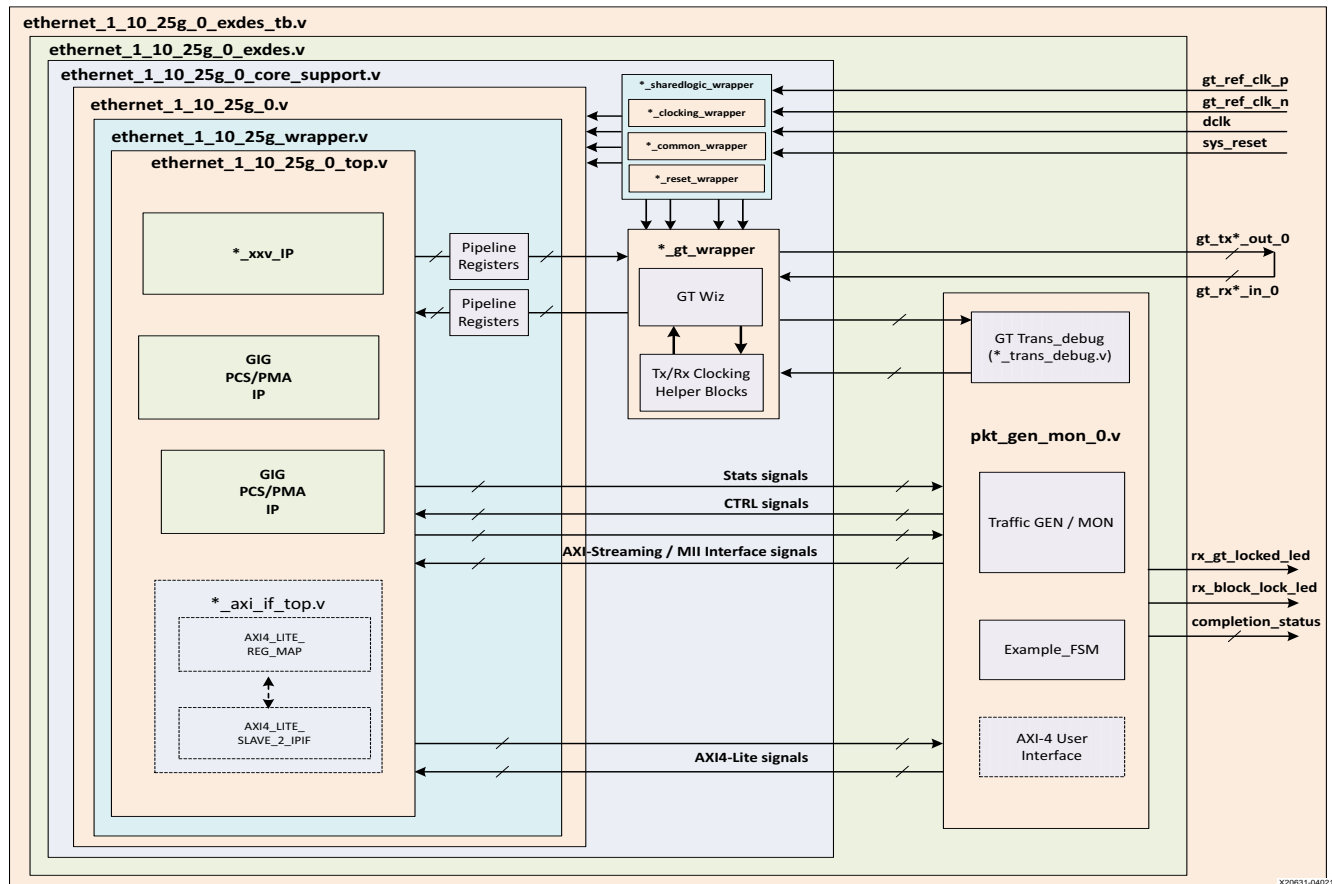 ethernet_1_10_25g_0_exdes_tb.v
ethernet_1_10_25g_0_exdes.v
ethernet_1_10_25g_0_core_support.v
ethernet_1_10_25g_0.v
ethernet_1_10_25g_wrapper.v
ethernet_1_10_25g_0_top.v
*_xxv_IP
GIG
PCS/PMA
IP
GIG
PCS/PMA
IP
*_axi_if_top.v
AXI4_LITE_
REG_MAP
AXI4_LITE_
SLAVE_2_IPIF
Pipeline
Registers
Pipeline
Registers
*_sharedlogic_wrapper
*_clocking_wrapper
*_common_wrapper
*_reset_wrapper
*_gt_wrapper
GT Wiz
Tx/Rx Clocking
Helper Blocks
Stats signals
CTRL signals
AXI-Streaming / MII Interface signals
AXI4-Lite signals
GT Trans_debug
(*_trans_debug.v)
pkt_gen_mon_0.v
Traffic GEN / MON
Example_FSM
AXI-4 User
Interface
gt_ref_clk_p
gt_ref_clk_n
dclk
sys_reset
gt_tx*_out_0
gt_rx*_in_0
rx_gt_locked_led
rx_block_lock_led
completion_status